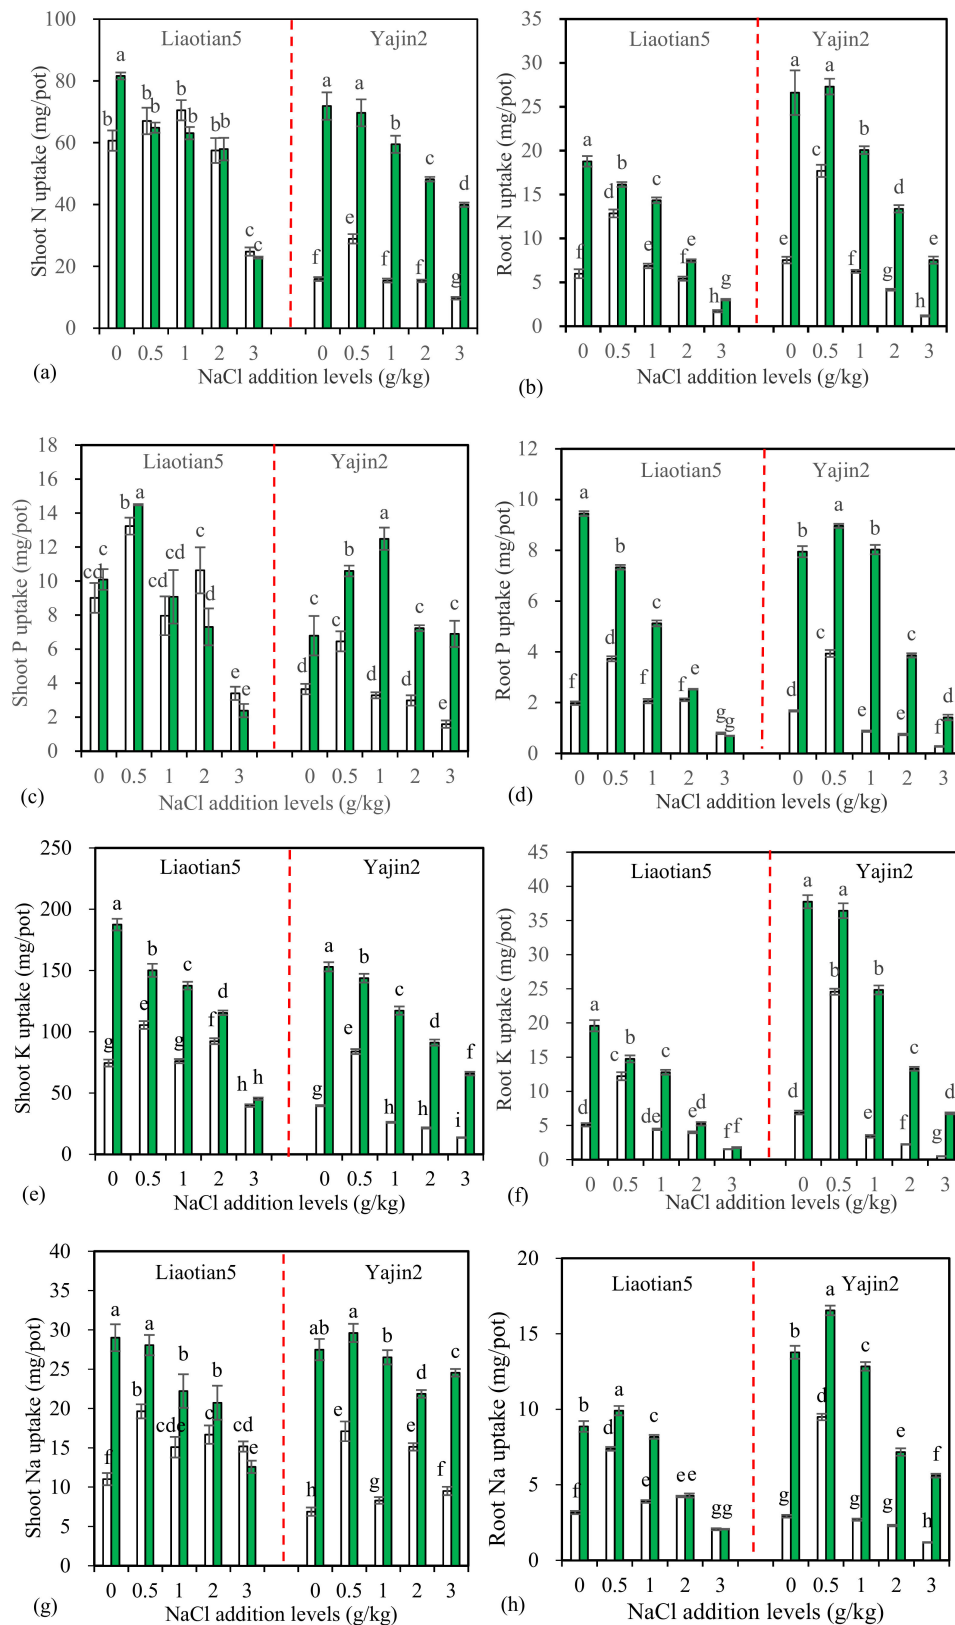 100
80
60
40
20
0
Shoot N uptake (mg/pot)
Liaotian5 Yajin2
b a b b b b b b c c
f a e a f b f c g d
0 0.5 1 2 3 0 0.5 1 2 3
NaCl addition levels (g/kg)
(a)
35
30
25
20
15
10
5
0
Root N uptake (mg/pot)
Liaotian5 Yajin2
f a d b e c f e h g
f a c a f b g d h e
0 0.5 1 2 3 0 0.5 1 2 3
NaCl addition levels (g/kg)
(b)
18
16
14
12
10
8
6
4
2
0
Shoot P uptake (mg/pot)
Liaotian5 Yajin2
cd c b a cd cd c d e e
d c c b d a d c e c
0 0.5 1 2 3 0 0.5 1 2 3
NaCl addition levels (g/kg)
(c)
12
10
8
6
4
2
0
Root P uptake (mg/pot)
Liaotian5 Yajin2
f a d b f c f e g g
d b c a e b e c f d
0 0.5 1 2 3 0 0.5 1 2 3
NaCl addition levels (g/kg)
(d)
250
200
150
100
50
0
Shoot K uptake (mg/pot)
Liaotian5 Yajin2
g a e b g c f d h h
g a e b h c h d i f
0 0.5 1 2 3 0 0.5 1 2 3
NaCl addition levels (g/kg)
(e)
45
40
35
30
25
20
15
10
5
0
Root K uptake (mg/pot)
Liaotian5 Yajin2
d a c b de c e d f f
d a b a e b f c g d
0 0.5 1 2 3 0 0.5 1 2 3
NaCl addition levels (g/kg)
(f)
40
35
30
25
20
15
10
5
0
Shoot Na uptake (mg/pot)
Liaotian5 Yajin2
f a b a cde b c b cd e
h ab e a g b e d f c
0 0.5 1 2 3 0 0.5 1 2 3
NaCl addition levels (g/kg)
(g)
20
15
10
5
0
Root Na uptake (mg/pot)
Liaotian5 Yajin2
f b d a e c e e g g
g b d a g c g e h f
0 0.5 1 2 3 0 0.5 1 2 3
NaCl addition levels (g/kg)
(h)